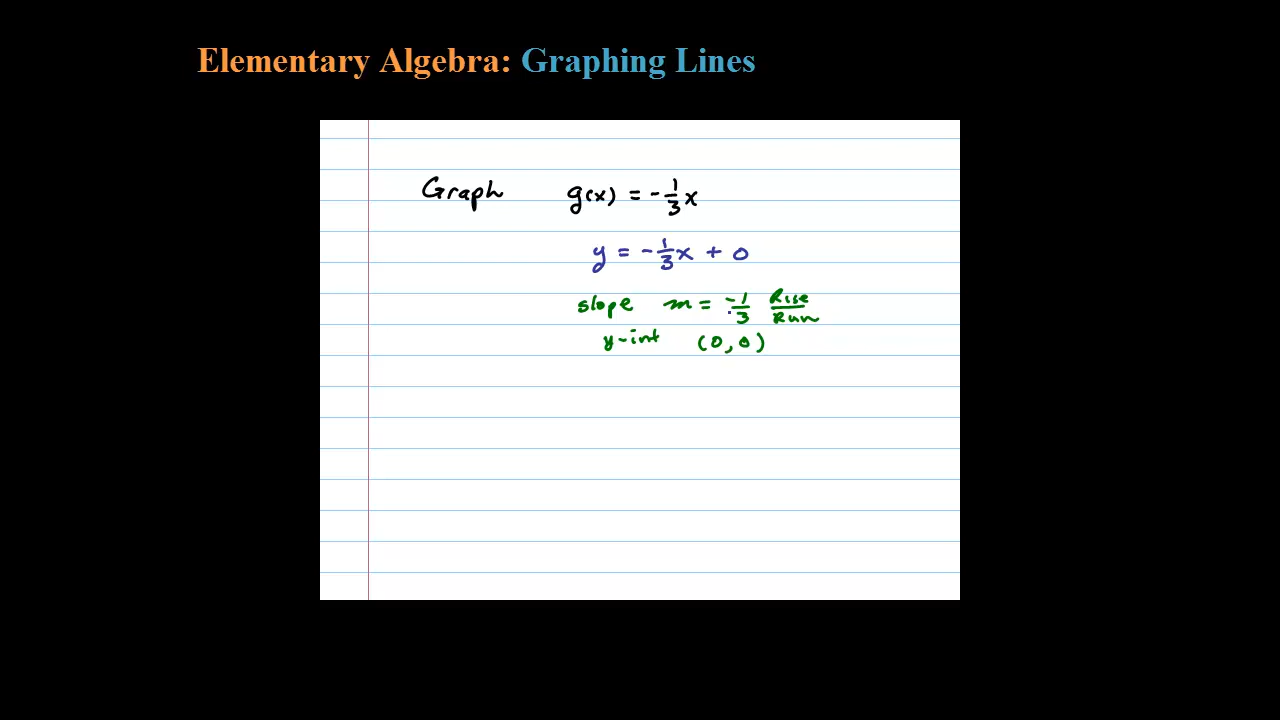 Elementary Algebra: Graphing Lines
Graph g(x) = -1/3 x
y = -1/3 x + 0
slope m = -1/3 Rise/Run
y-int (0, 0)